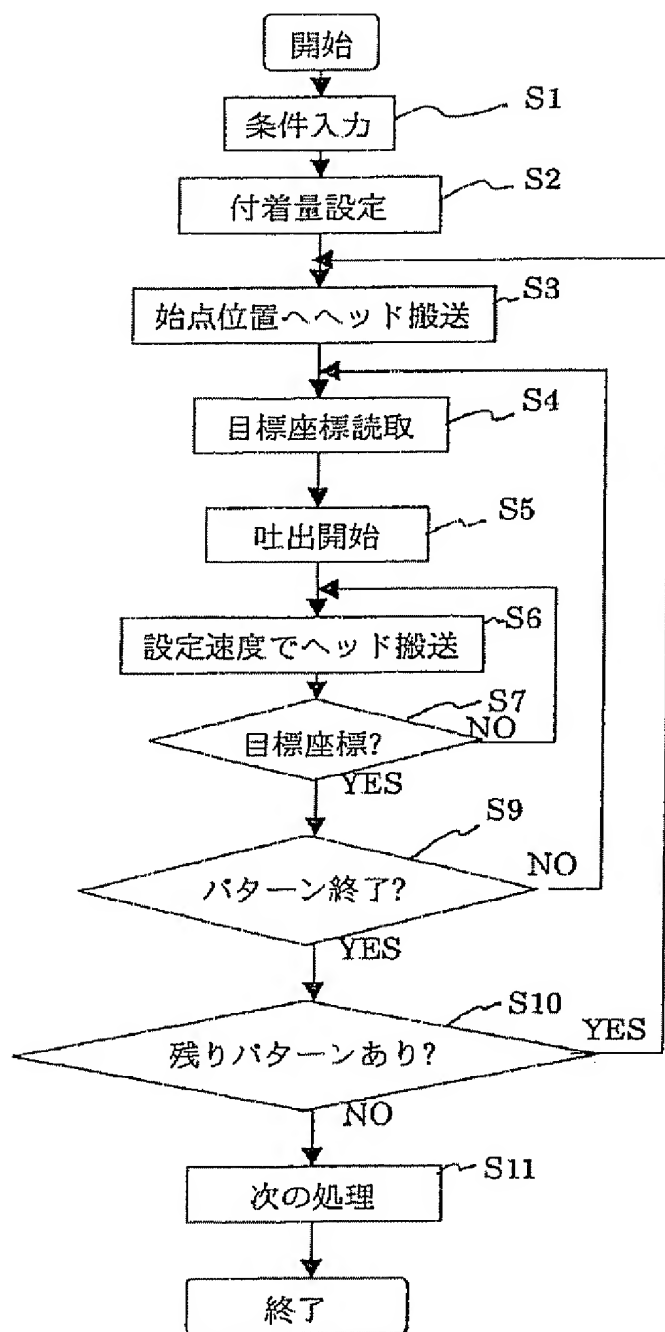 開始
条件入力
S1
付着量設定
S2
始点位置へヘッド搬送
S3
目標座標読取
S4
吐出開始
S5
設定速度でヘッド搬送
S6
目標座標?
S7
NO
YES
パターン終了?
S9
NO
YES
残りパターンあり?
S10
YES
NO
次の処理
S11
終了